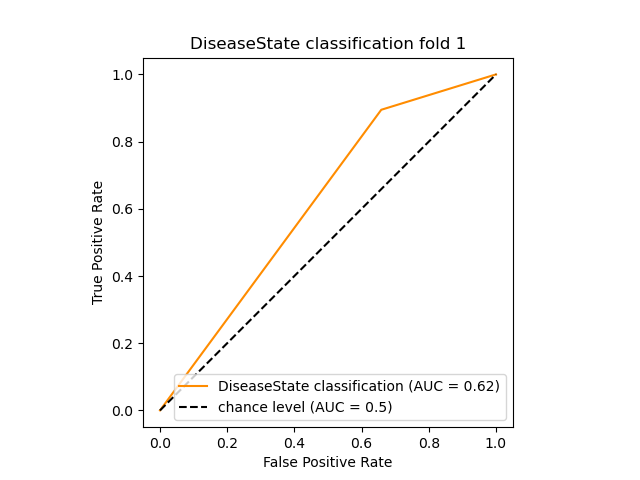 DiseaseState classification fold 1
True Positive Rate
1.0
0.8
0.6
0.4
0.2
0.0
DiseaseState classification (AUC = 0.62)
chance level (AUC = 0.5)
0.0 0.2 0.4 0.6 0.8 1.0
False Positive Rate